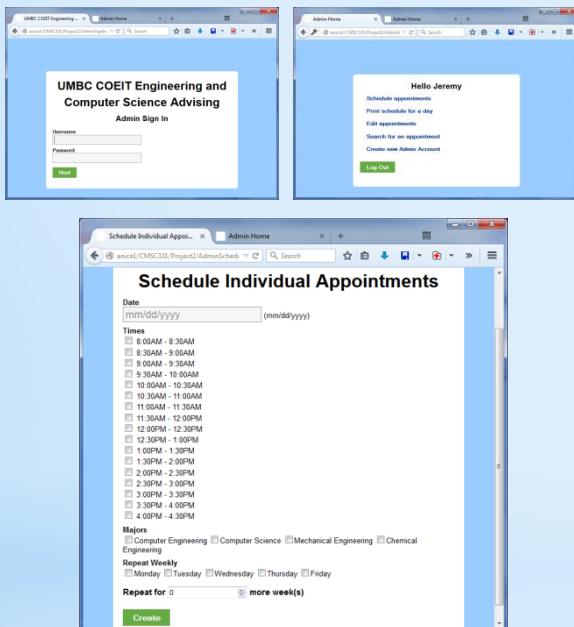 UMBC COEIT Engineering ...
Admin Home
Search
UMBC COEIT Engineering and
Computer Science Advising
Admin Sign In
Username
Password
Next
Admin Home
Admin Home
Search
Hello Jeremy
Schedule appointments
Print schedule for a day
Edit appointments
Search for an appointment
Create new Admin Account
Log Out
Schedule Individual Appoi...
Admin Home
anice1/CMSC331/Project2/AdminSchedu
Search
Schedule Individual Appointments
Date
mm/dd/yyyy (mm/dd/yyyy)
Times
8:00AM - 8:30AM
8:30AM - 9:00AM
9:00AM - 9:30AM
9:30AM - 10:00AM
10:00AM - 10:30AM
10:30AM - 11:00AM
11:00AM - 11:30AM
11:30AM - 12:00PM
12:00PM - 12:30PM
12:30PM - 1:00PM
1:00PM - 1:30PM
1:30PM - 2:00PM
2:00PM - 2:30PM
2:30PM - 3:00PM
3:00PM - 3:30PM
3:30PM - 4:00PM
4:00PM - 4:30PM
Majors
Computer Engineering Computer Science Mechanical Engineering Chemical
Engineering
Repeat Weekly
Monday Tuesday Wednesday Thursday Friday
Repeat for 0 more week(s)
Create